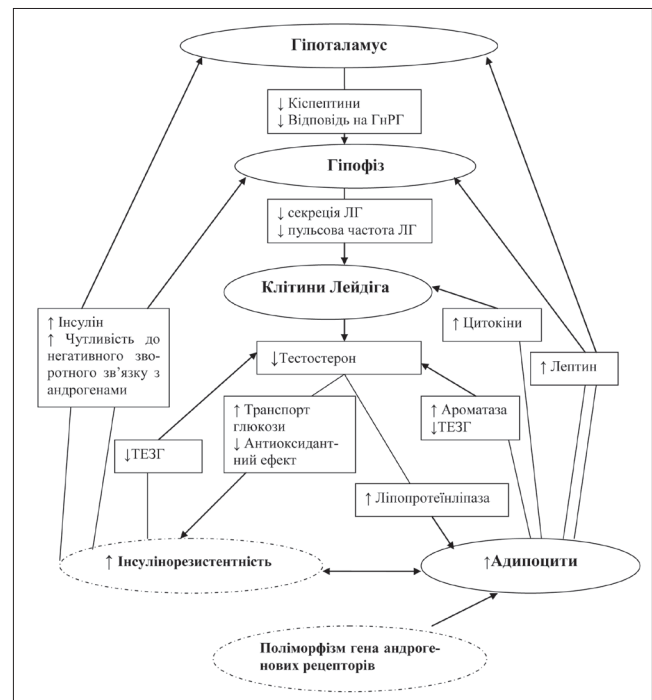 Гіпоталамус
↓ Кіспептини
↓ Відповідь на ГнРГ
Гіпофіз
↓ секреція ЛГ
↓ пульсова частота ЛГ
Клітини Лейдіга
↑ Інсулін
↑ Чутливість до
негативного зво-
ротного зв’язку з
андрогенами
↑ Цитокіни
↓Тестостерон
↑ Лептин
↓ТЕЗГ
↑ Транспорт
глюкози
↓ Антиоксидант-
тний ефект
↑ Ароматаза
↓ТЕЗГ
↑ Ліпопротеїнліпаза
↑ Інсулінорезистентність
↑Адипоцити
Поліморфізм гена андроге-
нових рецепторів